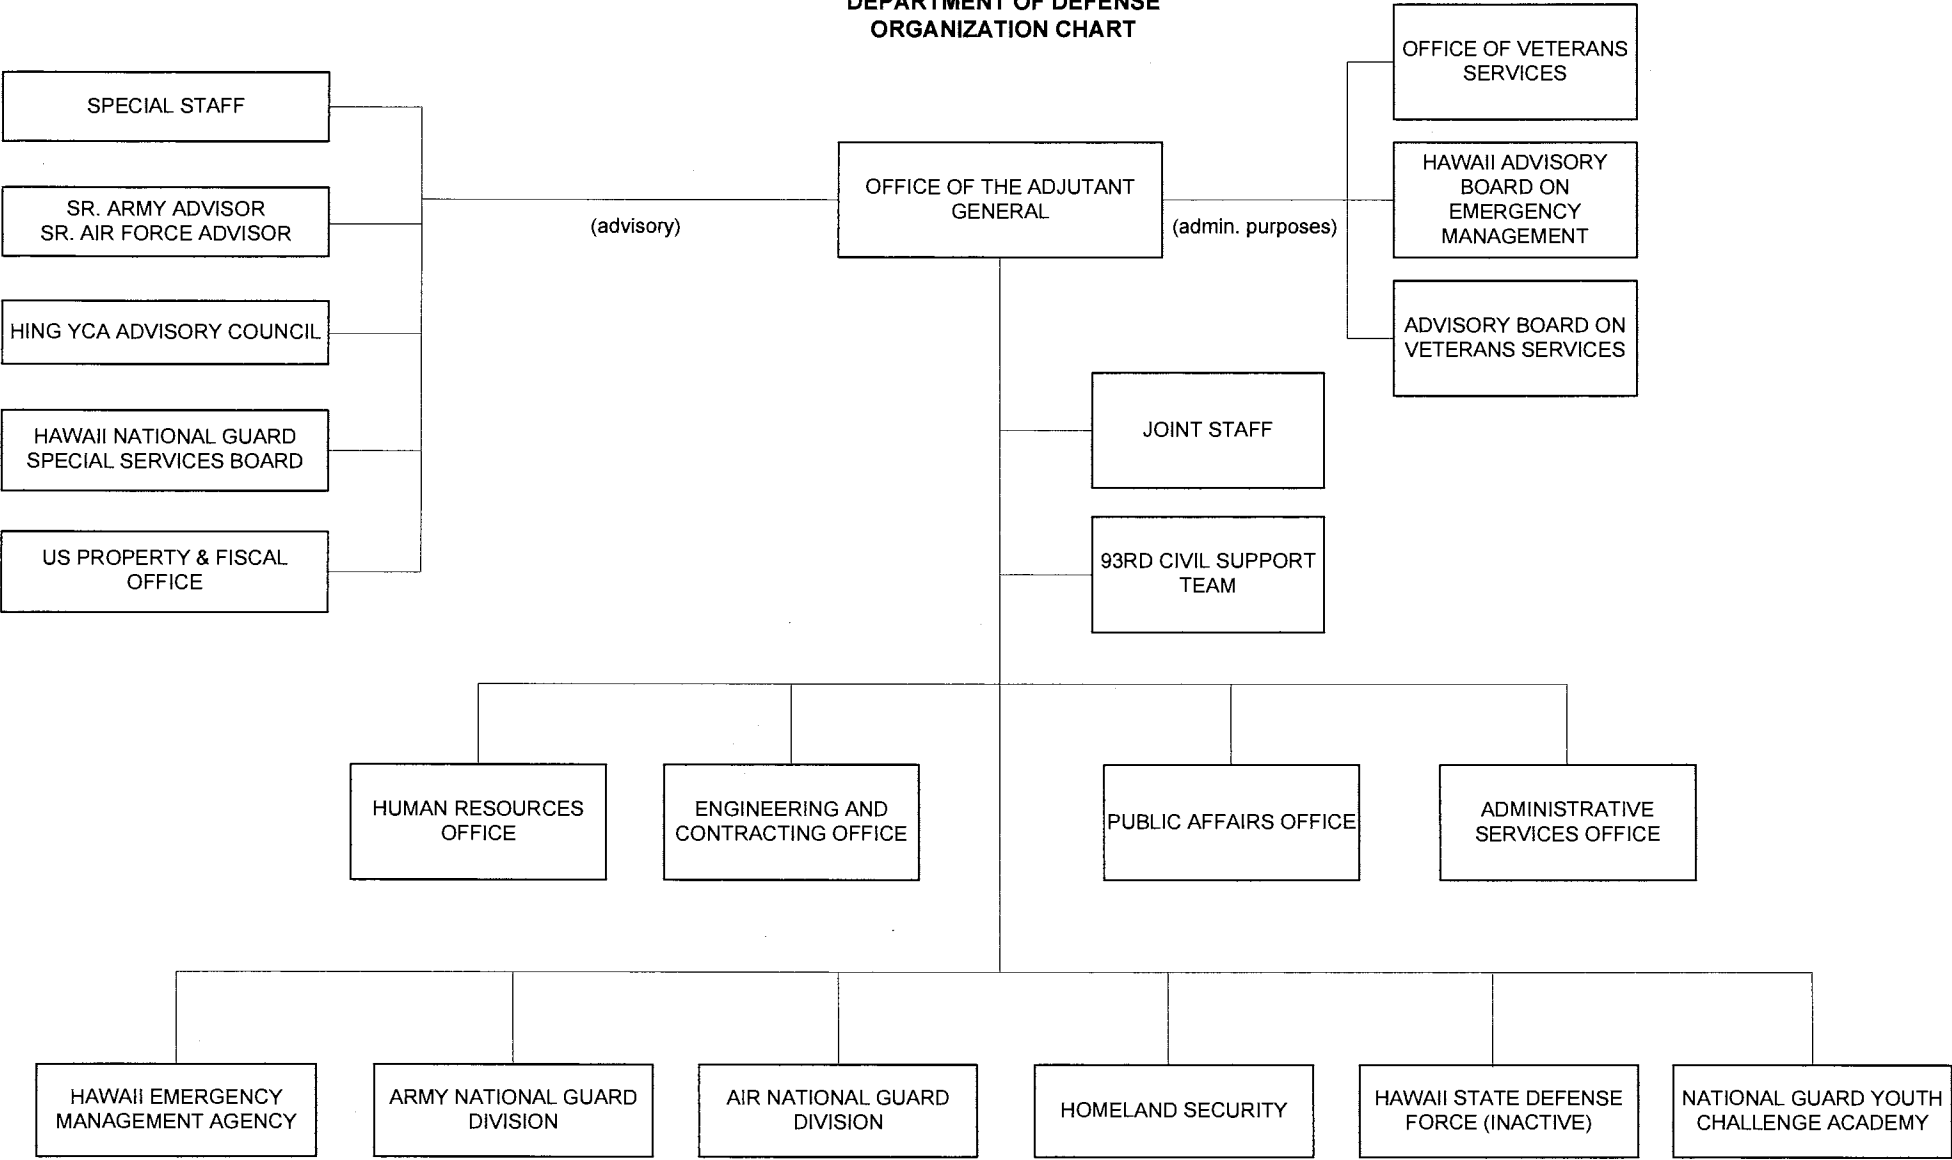 DEPARTMENT OF DEFENSE
ORGANIZATION CHART
OFFICE OF VETERANS
SERVICES
SPECIAL STAFF
HAWAII ADVISORY
BOARD ON
EMERGENCY
MANAGEMENT
OFFICE OF THE ADJUTANT
GENERAL
SR. ARMY ADVISOR
SR. AIR FORCE ADVISOR
(advisory)
(admin. purposes)
HING YCA ADVISORY COUNCIL
ADVISORY BOARD ON
VETERANS SERVICES
HAWAII NATIONAL GUARD
SPECIAL SERVICES BOARD
JOINT STAFF
US PROPERTY & FISCAL
OFFICE
93RD CIVIL SUPPORT
TEAM
HUMAN RESOURCES
OFFICE
ENGINEERING AND
CONTRACTING OFFICE
PUBLIC AFFAIRS OFFICE
ADMINISTRATIVE
SERVICES OFFICE
HAWAII EMERGENCY
MANAGEMENT AGENCY
ARMY NATIONAL GUARD
DIVISION
AIR NATIONAL GUARD
DIVISION
HOMELAND SECURITY
HAWAII STATE DEFENSE
FORCE (INACTIVE)
NATIONAL GUARD YOUTH
CHALLENGE ACADEMY